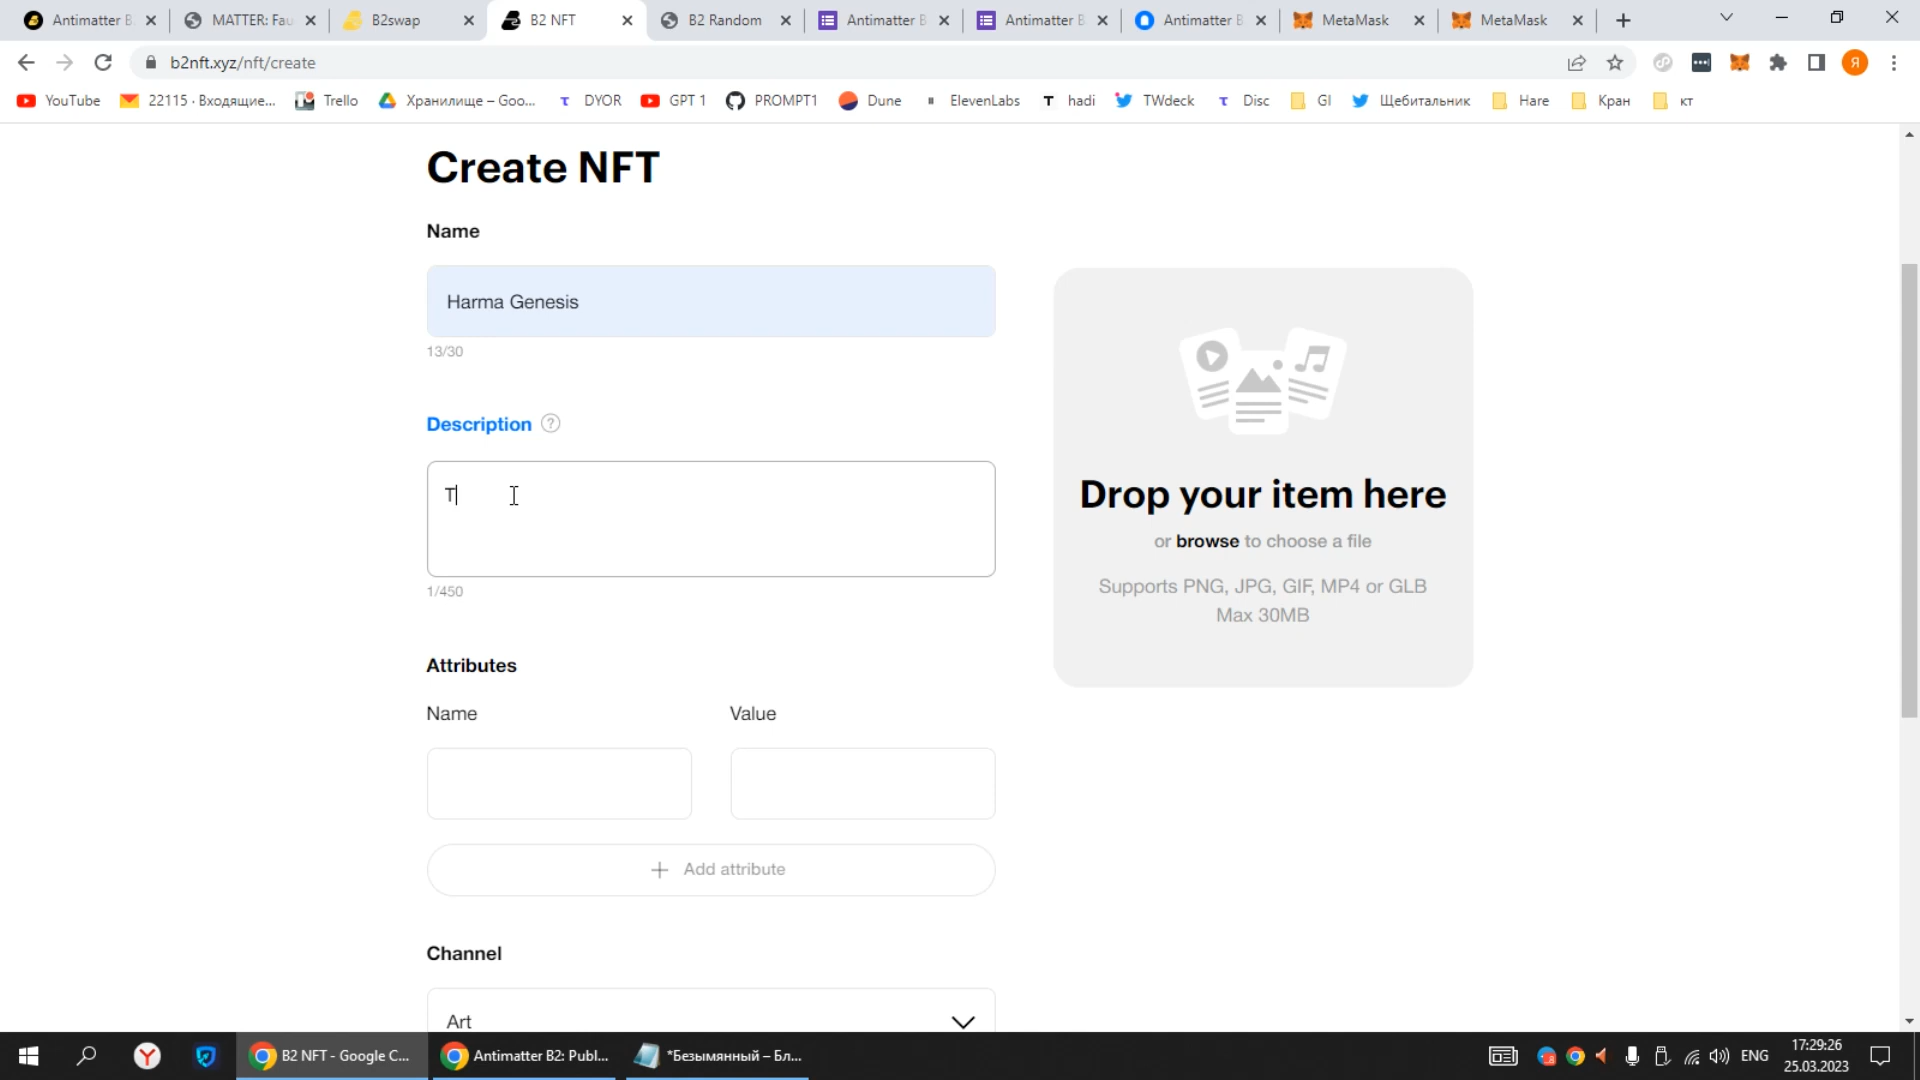 Antimatter B
MATTER: Fau
B2swap
B2 NFT
B2 Random
Antimatter B
Antimatter B
Antimatter B
MetaMask
MetaMask
b2nft.xyz/nft/create
Я
YouTube
22115 · Входящие...
Trello
Хранилище – Goo...
DYOR
GPT 1
PROMPT1
Dune
ElevenLabs
hadi
TWdeck
Disc
GI
Щебитальник
Hare
Кран
кт
Create NFT
Name
Harma Genesis
13/30
Description ?
T
1/450
Drop your item here
or browse to choose a file
Supports PNG, JPG, GIF, MP4 or GLB
Max 30MB
Attributes
Name
Value
+ Add attribute
Channel
Art
B2 NFT - Google C...
Antimatter B2: Publ...
*Безымянный – Бл...
ENG
17:29:26
25.03.2023